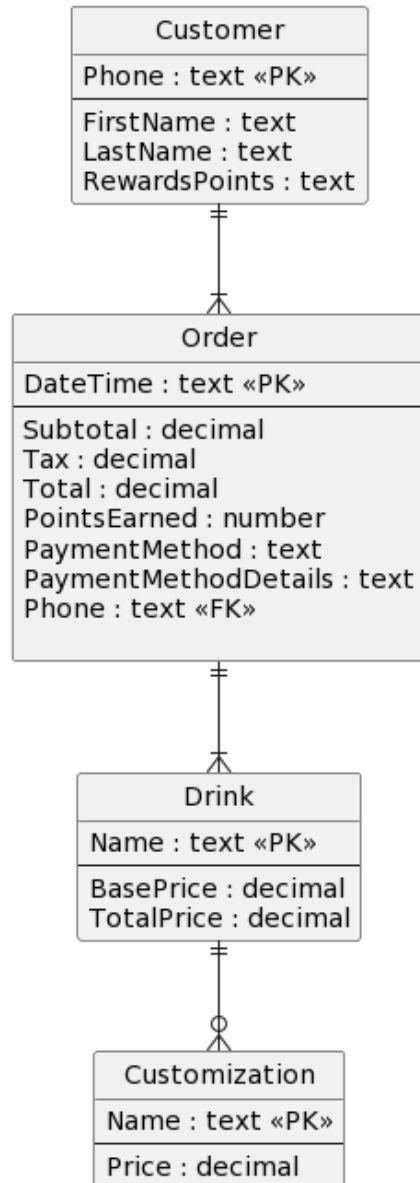 Customer
Phone : text «PK»
FirstName : text
LastName : text
RewardsPoints : text
Order
DateTime : text «PK»
Subtotal : decimal
Tax : decimal
Total : decimal
PointsEarned : number
PaymentMethod : text
PaymentMethodDetails : text
Phone : text «FK»
Drink
Name : text «PK»
BasePrice : decimal
TotalPrice : decimal
Customization
Name : text «PK»
Price : decimal